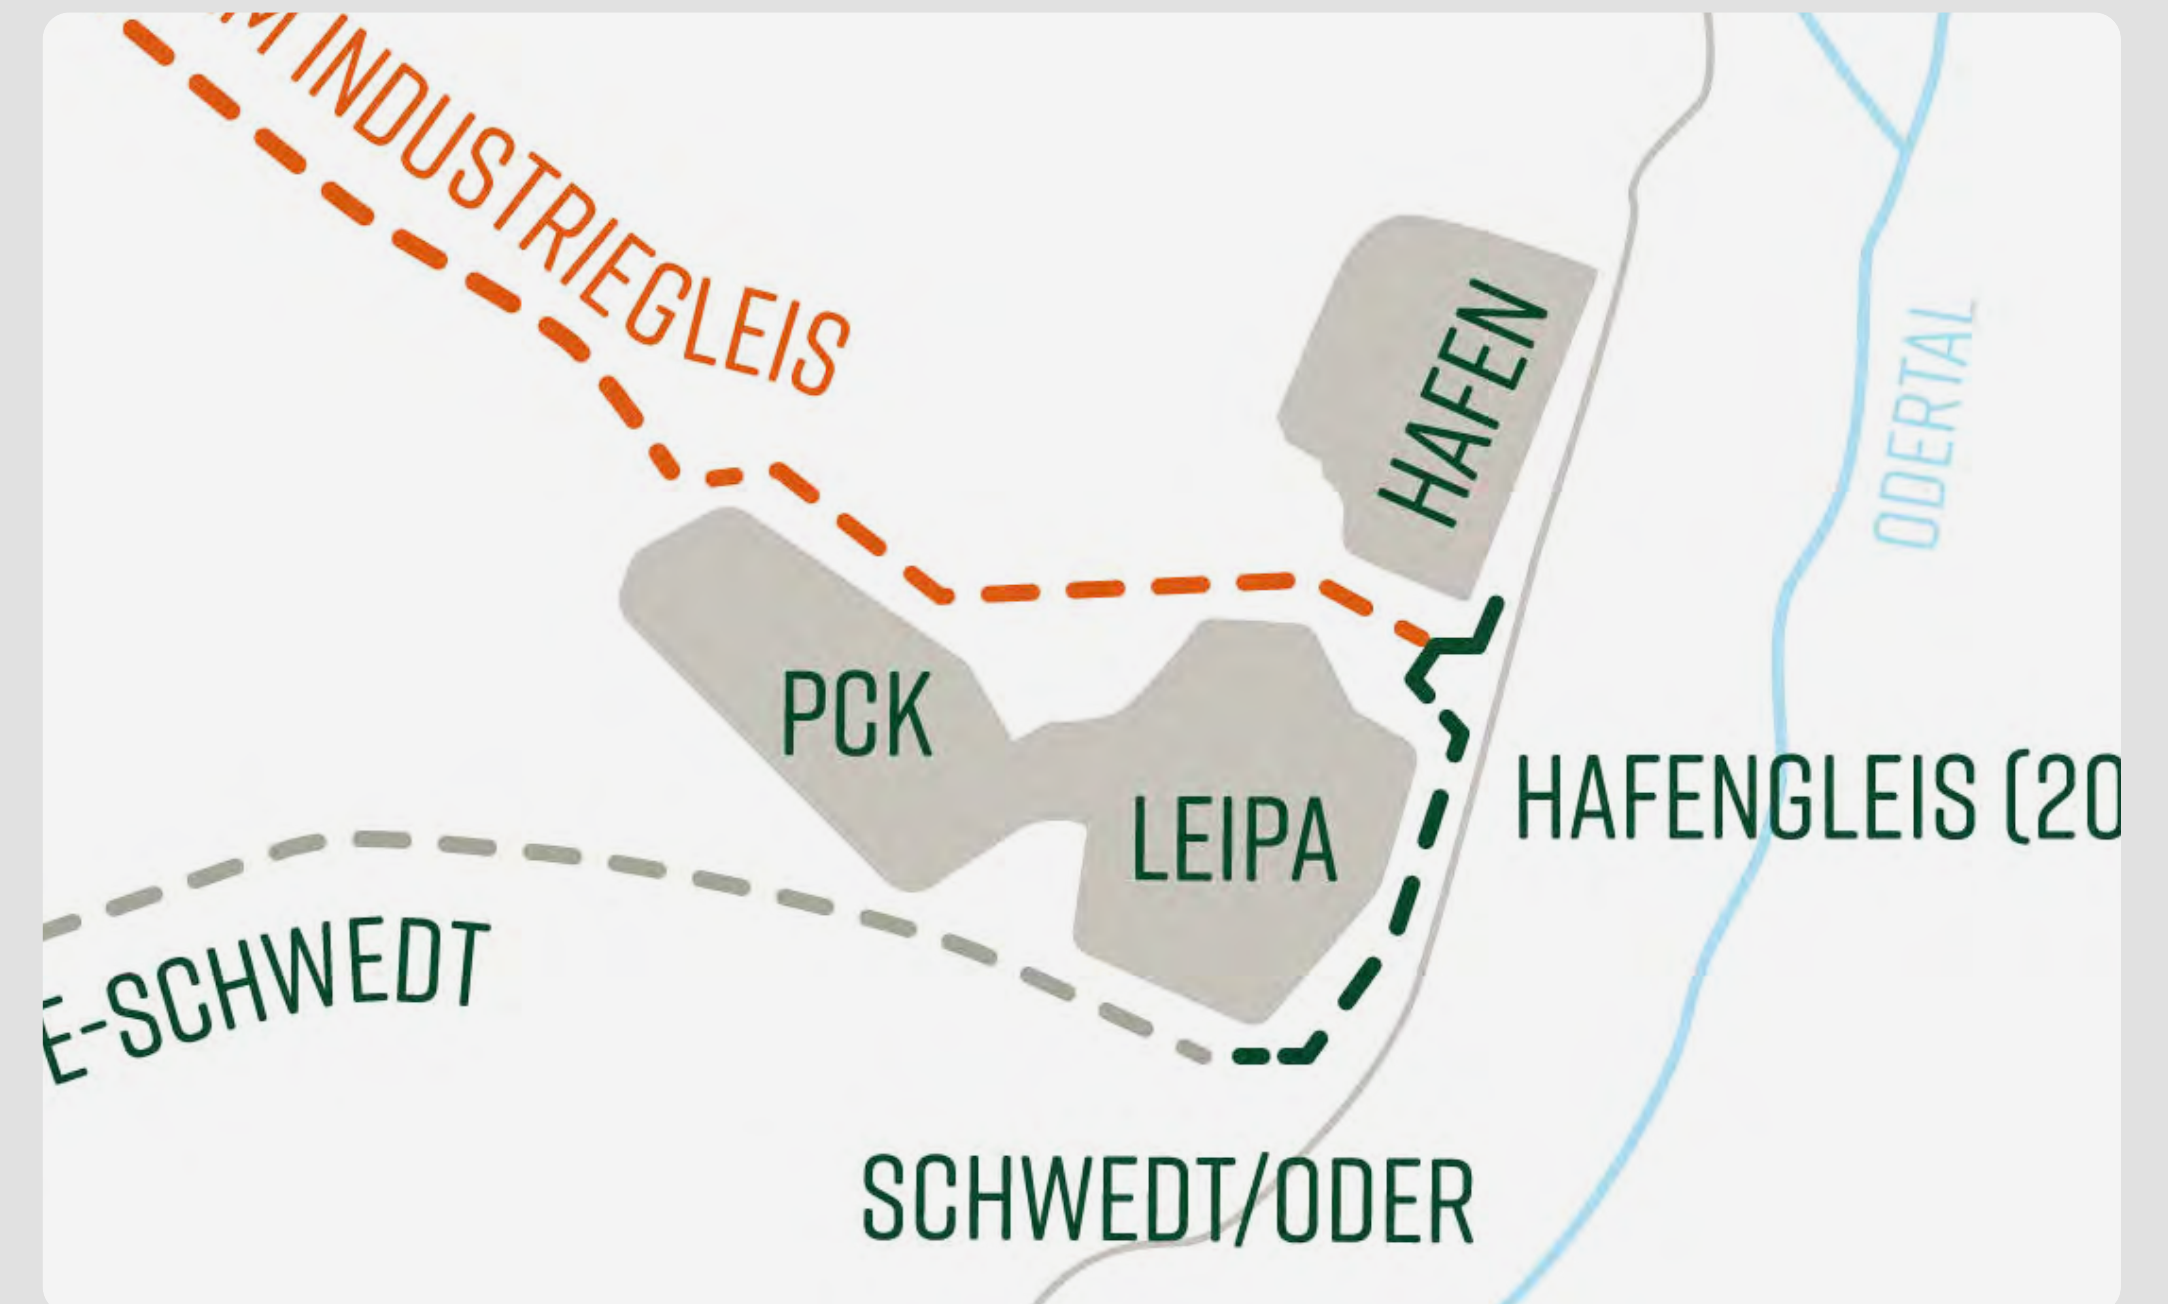 M INDUSTRIEGLEIS
HAFEN
ODERTAL
PCK
LEIPA
HAFENGLEIS (20
E-SCHWEDT
SCHWEDT/ODER